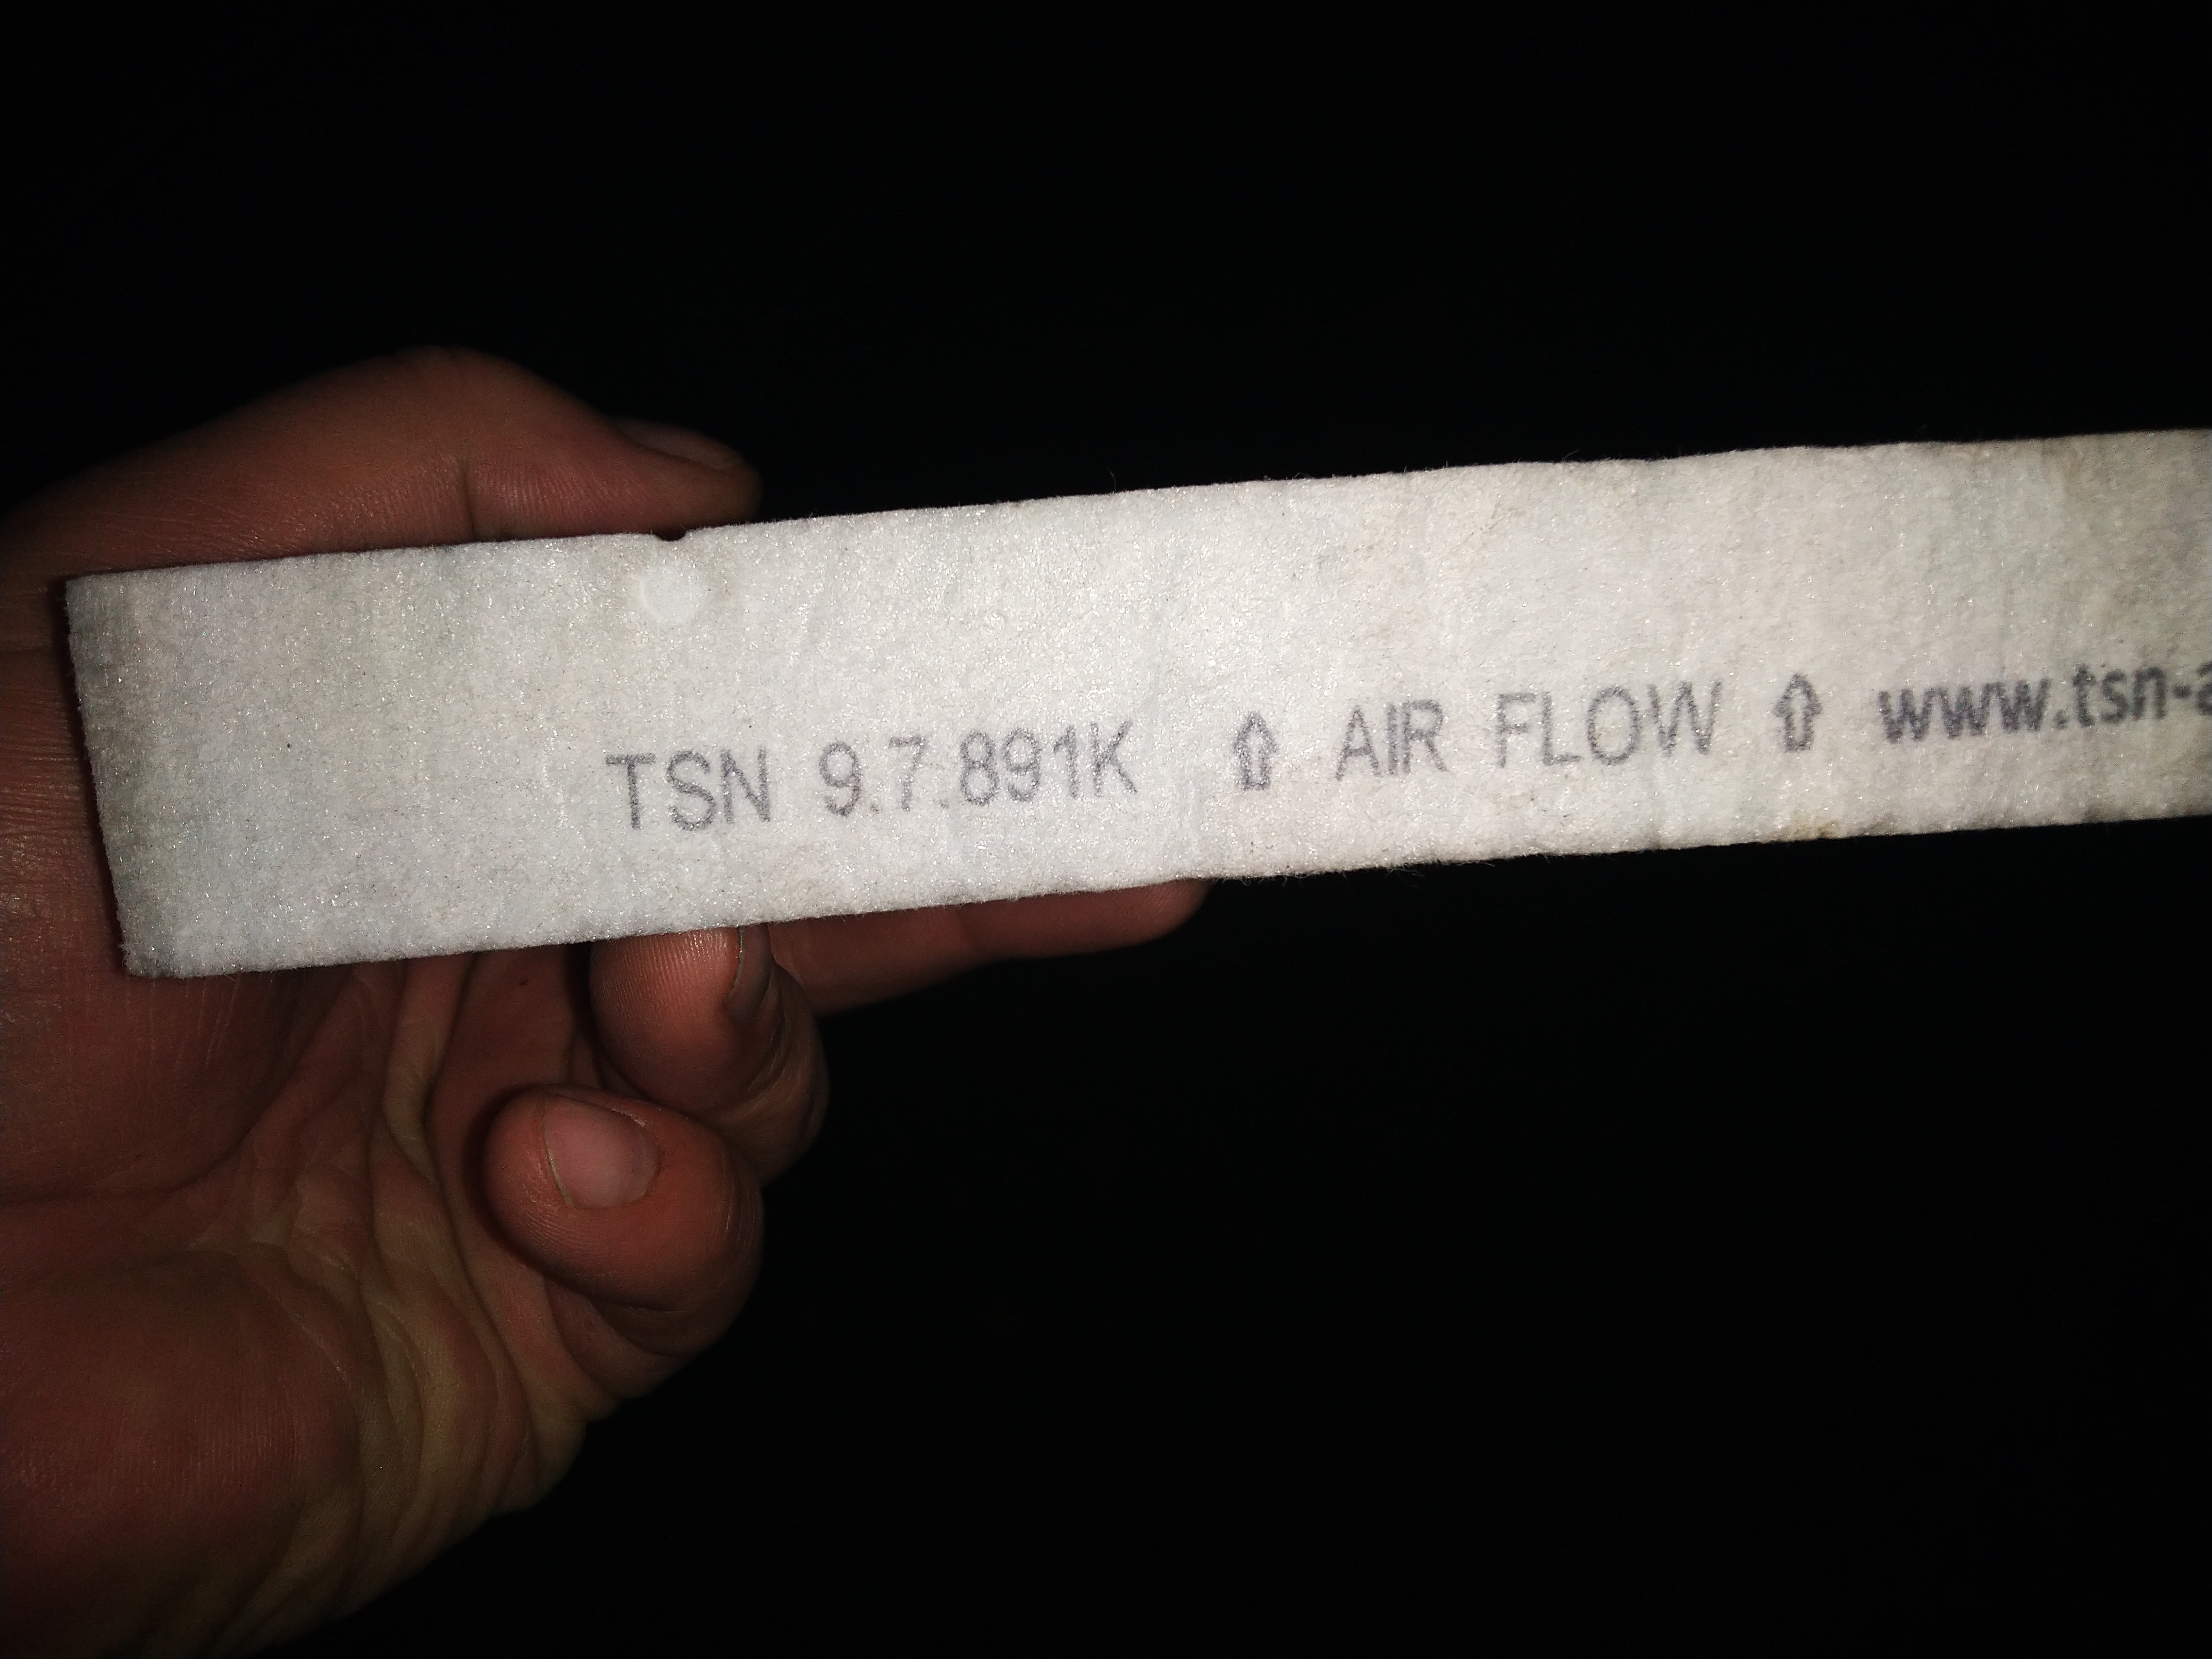 TSN 9.7.891K ⇧ AIR FLOW ⇧ www.tsn-a